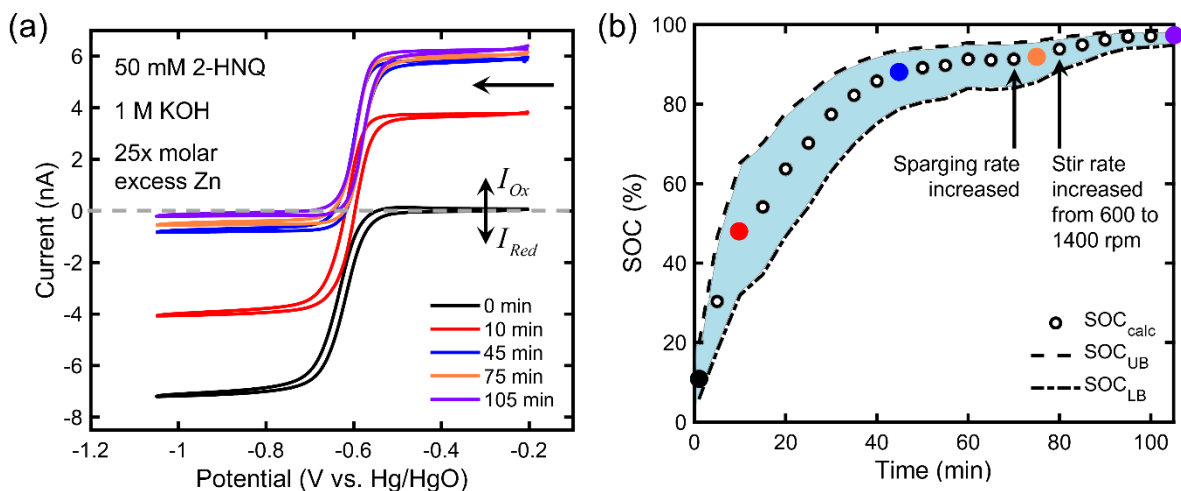 (a)
6
4
2
0
-2
-4
-6
-8
Current (nA)
50 mM 2-HNQ
1 M KOH
25x molar
excess Zn
I_Ox
I_Red
0 min
10 min
45 min
75 min
105 min
-1.2
-1
-0.8
-0.6
-0.4
-0.2
Potential (V vs. Hg/HgO)
(b)
100
80
60
40
20
0
SOC (%)
Sparging rate
increased
Stir rate
increased
from 600 to
1400 rpm
SOC_calc
SOC_UB
SOC_LB
0
20
40
60
80
100
Time (min)